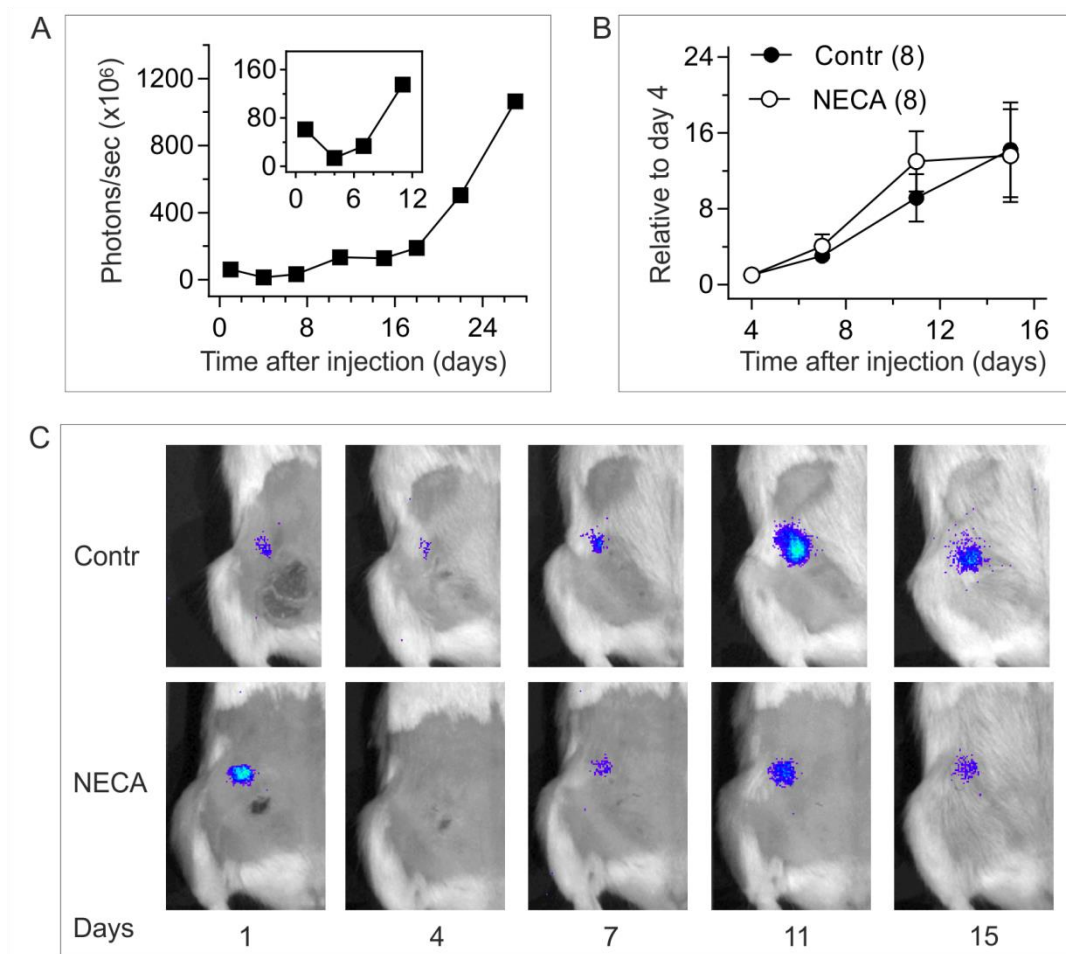 A
Photons/sec (x10⁶)
1200
800
400
0
160
80
0
0 6 12
0 8 16 24
Time after injection (days)
B
Relative to day 4
24
16
8
0
Contr (8)
NECA (8)
4 8 12 16
Time after injection (days)
C
Contr
NECA
Days 1 4 7 11 15